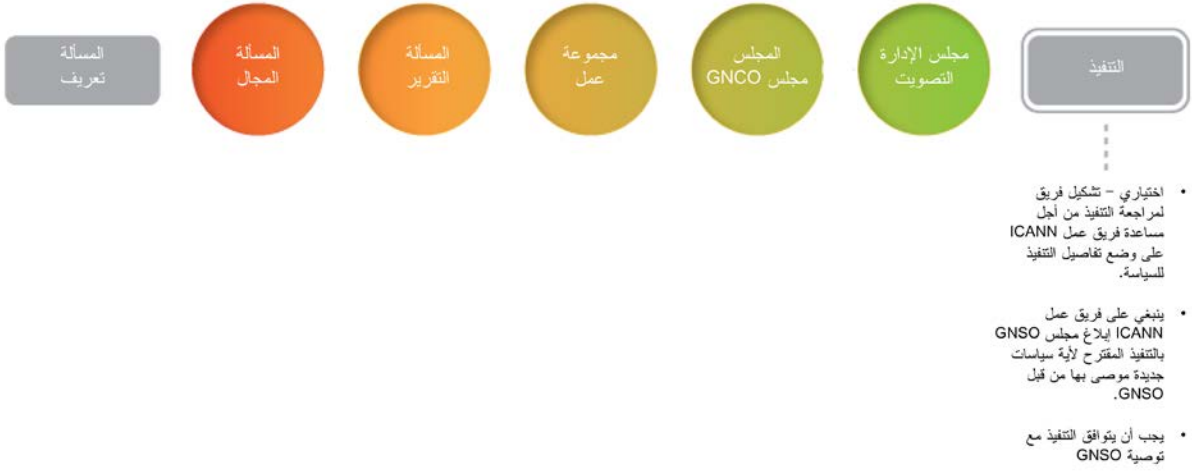 المسألة
تعريف
المسألة
المجال
المسألة
التقرير
مجموعة
عمل
المجلس
مجلس GNCO
مجلس الإدارة
التصويت
التنفيذ
• اختياري – تشكيل فريق
لمراجعة التنفيذ من أجل
مساعدة فريق عمل ICANN
على وضع تفاصيل التنفيذ
للسياسة.
• ينبغي على فريق عمل
ICANN إبلاغ مجلس GNSO
بالتنفيذ المقترح لأية سياسات
جديدة موصى بها من قبل
GNSO.
• يجب أن يتوافق التنفيذ مع
توصية GNSO